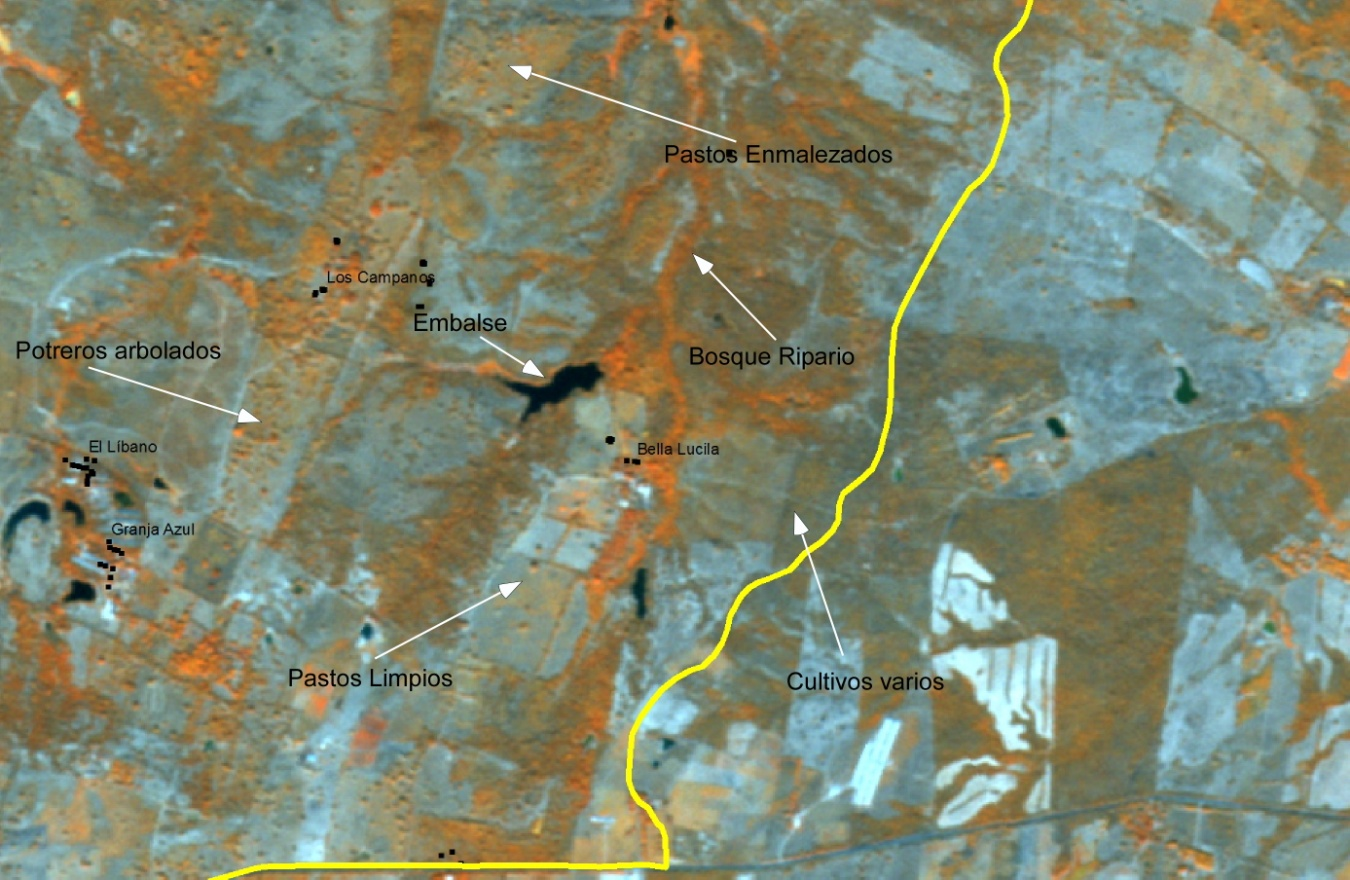 Pastos Enmalezados
Los Campanos
Embalse
Potreros arbolados
Bosque Ripario
El Líbano
Bella Lucila
Granja Azul
Pastos Limpios
Cultivos varios